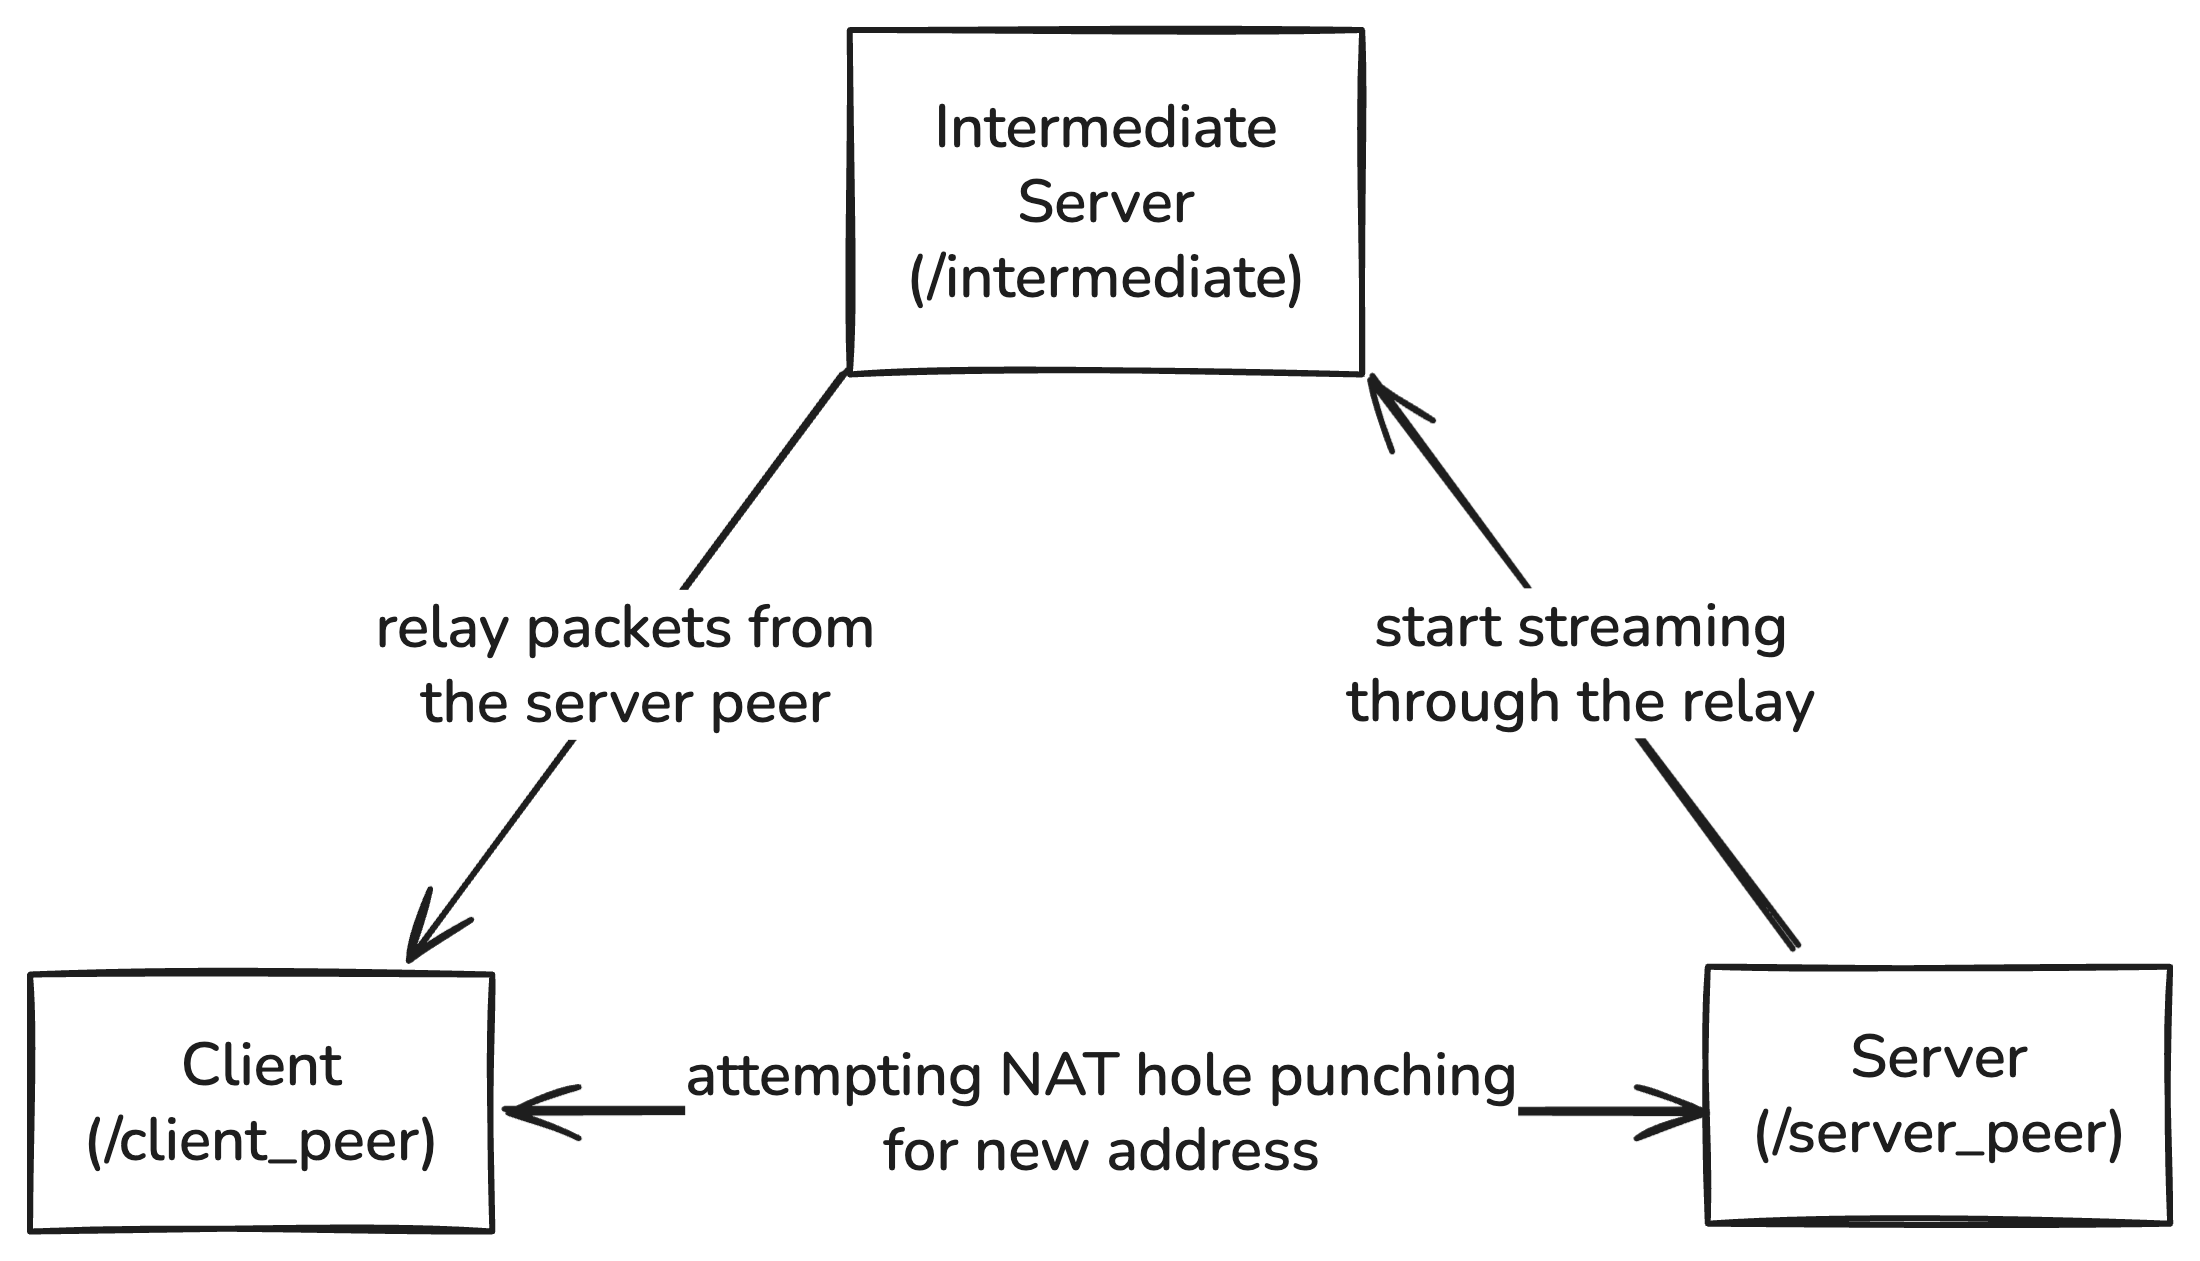 Intermediate
Server
(/intermediate)
relay packets from
the server peer
start streaming
through the relay
Client
(/client_peer)
attempting NAT hole punching
for new address
Server
(/server_peer)